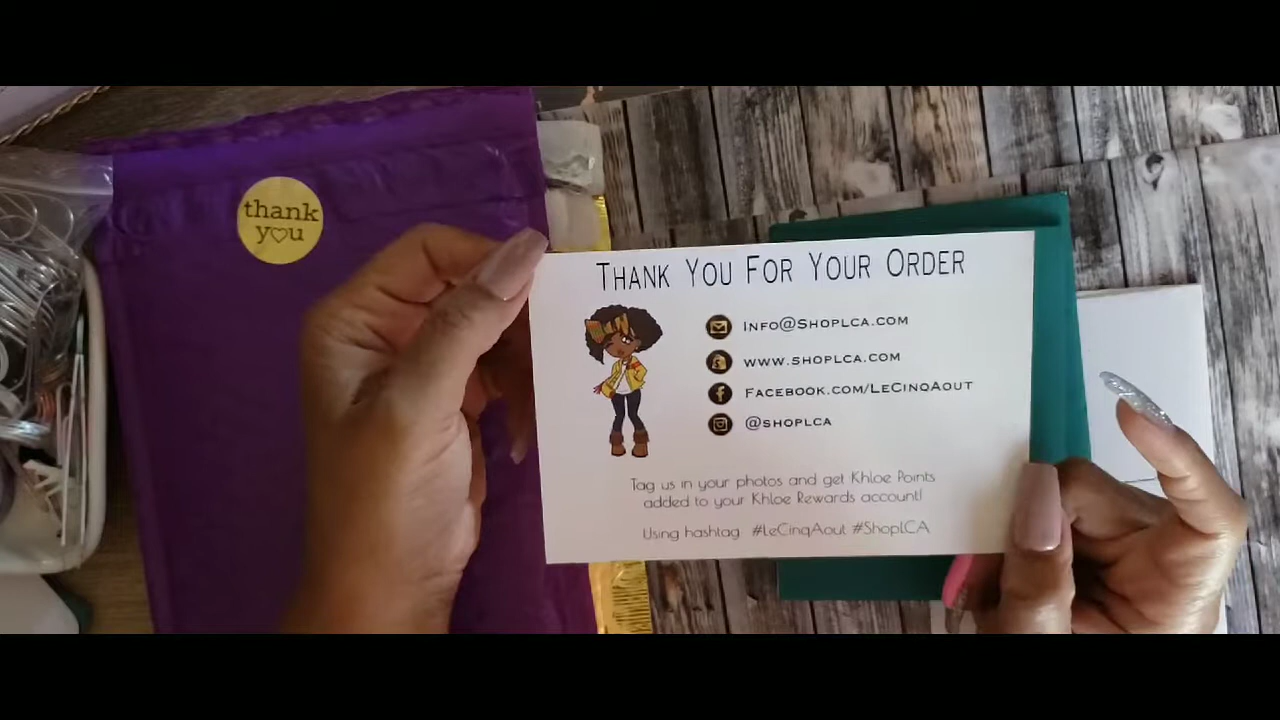 thank
you
THANK YOU FOR YOUR ORDER
INFO@SHOPLCA.COM
WWW.SHOPLCA.COM
FACEBOOK.COM/LECINQAOUT
@SHOPLCA
Tag us in your photos and get Khloe Points
added to your Khloe Rewards account!
Using hashtag #LeCinqAout #ShopLCA